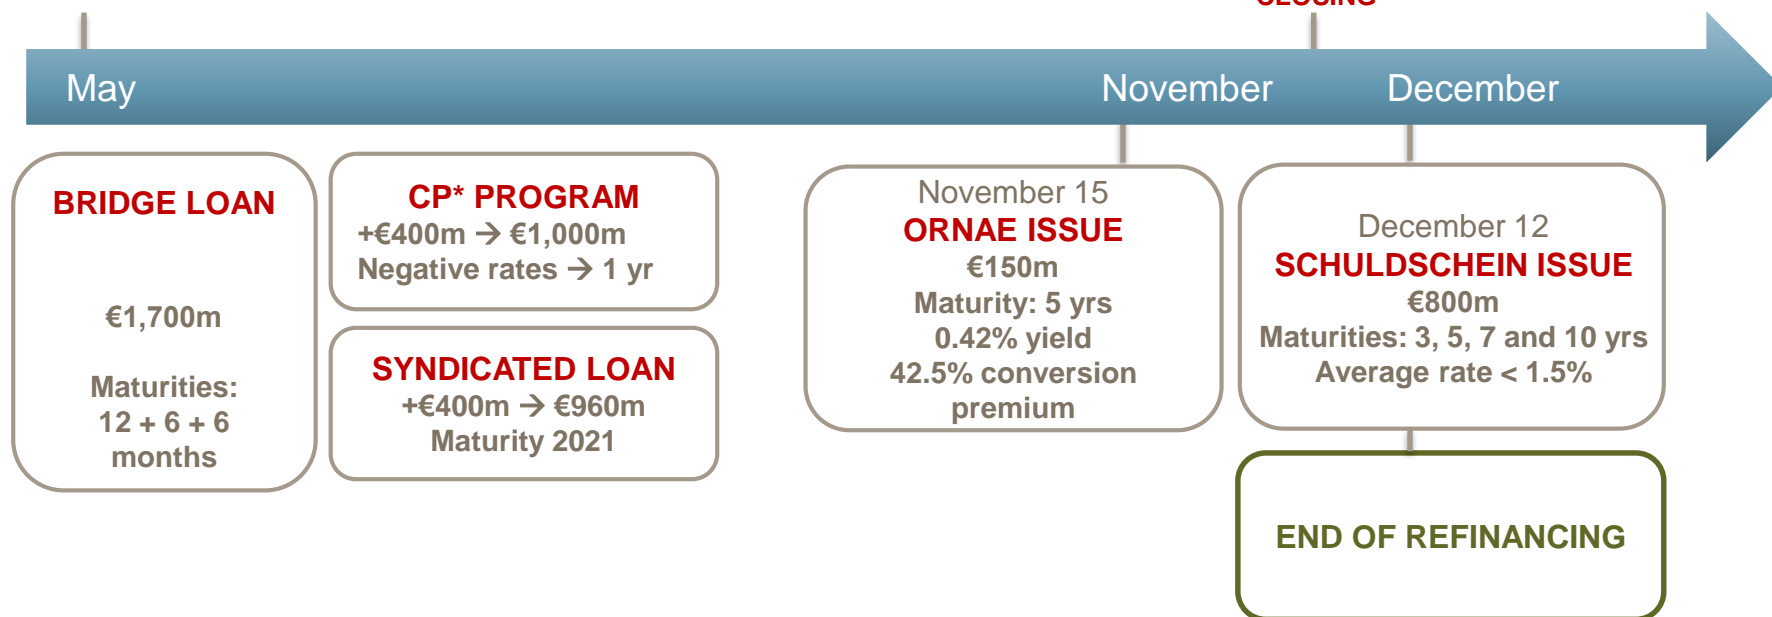 CLOSING
May
November
December
BRIDGE LOAN
€1,700m
Maturities:
12 + 6 + 6
months
CP* PROGRAM
+€400m → €1,000m
Negative rates → 1 yr
SYNDICATED LOAN
+€400m → €960m
Maturity 2021
November 15
ORNAE ISSUE
€150m
Maturity: 5 yrs
0.42% yield
42.5% conversion
premium
December 12
SCHULDSCHEIN ISSUE
€800m
Maturities: 3, 5, 7 and 10 yrs
Average rate < 1.5%
END OF REFINANCING